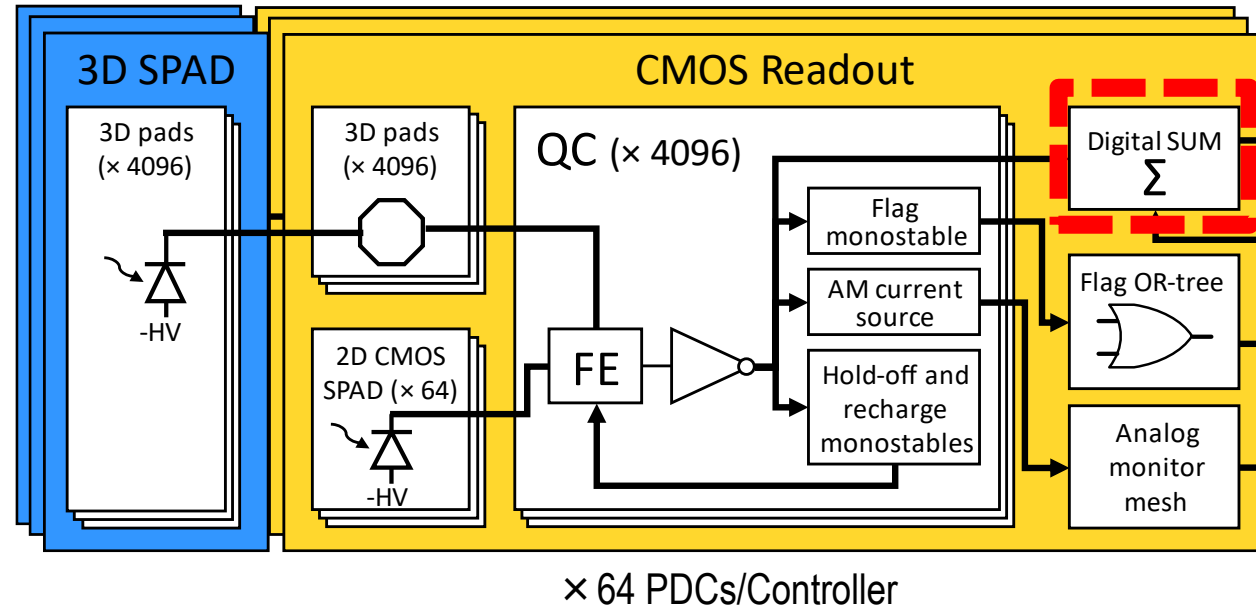 3D SPAD
3D pads
(× 4096)
-HV
CMOS Readout
3D pads
(× 4096)
2D CMOS
SPAD (× 64)
-HV
QC (× 4096)
FE
Flag
monostable
AM current
source
Hold-off and
recharge
monostables
Digital SUM
Σ
Flag OR-tree
Analog
monitor
mesh
× 64 PDCs/Controller